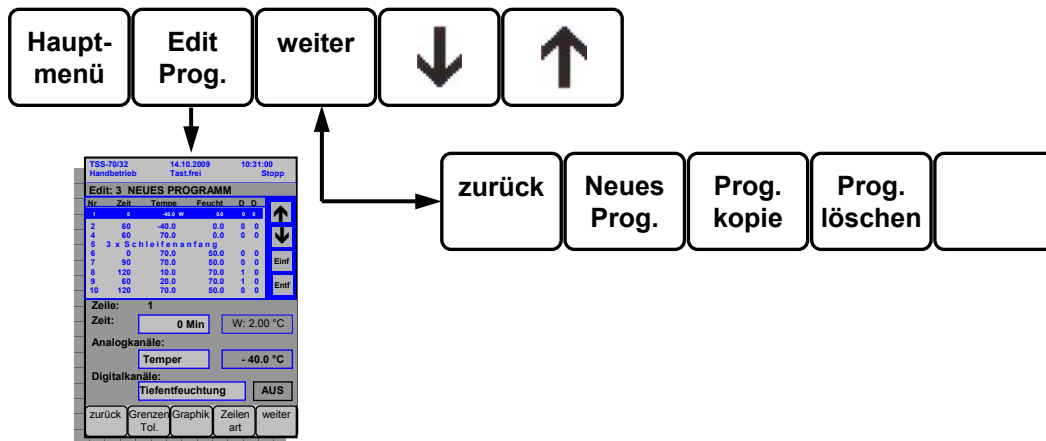 Haupt-
menü
Edit
Prog.
weiter
zurück
Neues
Prog.
Prog.
kopie
Prog.
löschen
TSS-70/32 14.10.2009 10:31:00
Handbetrieb Tast.frei Stopp
Edit: 3 NEUES PROGRAMM
Nr Zeit Tempe Feucht D D
1 0 -40.0 W 0.0 0 0
2 60 -40.0 0.0 0 0
4 60 70.0 0.0 0 0
5 3 x Schleifenanfang
6 0 70.0 50.0 0 0
7 90 70.0 50.0 0 0
8 120 10.0 70.0 1 0
9 60 20.0 70.0 1 0
10 120 70.0 50.0 0 0
Einf
Entf
Zeile: 1
Zeit: 0 Min W: 2.00 °C
Analogkanäle:
Temper - 40.0 °C
Digitalkanäle:
Tiefentfeuchtung AUS
zurück Grenzen Graphik Zeilen weiter
Tol. art